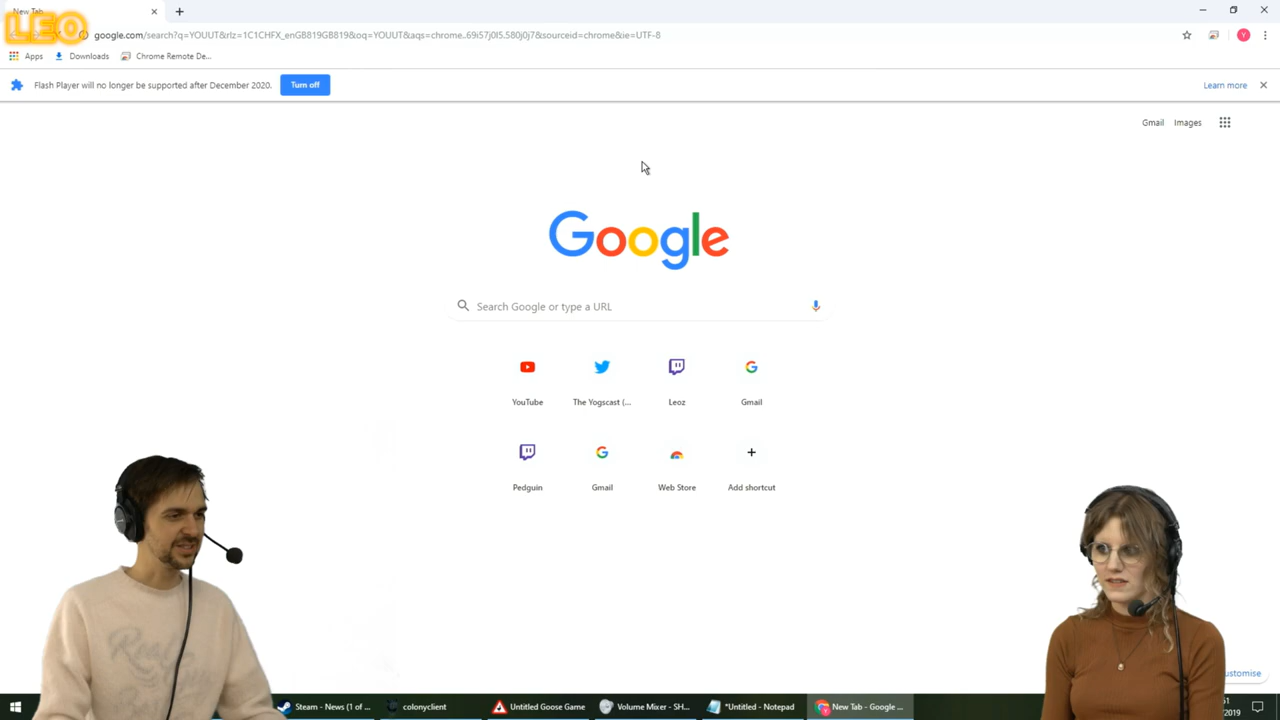 New Tab
LEO
google.com/search?q=YOUUT&rlz=1C1CHFX_enGB819GB819&oq=YOUUT&aqs=chrome..69i57j0l5.580j0j7&sourceid=chrome&ie=UTF-8
Y
Apps Downloads Chrome Remote De...
Flash Player will no longer be supported after December 2020. Turn off Learn more
Gmail Images
Google
Search Google or type a URL
YouTube The Yogscast (... Leoz Gmail
Pedguin Gmail Web Store Add shortcut
ustomise
Steam - News (1 of ... colonyclient Untitled Goose Game Volume Mixer - SH... *Untitled - Notepad New Tab - Google ...
/2019